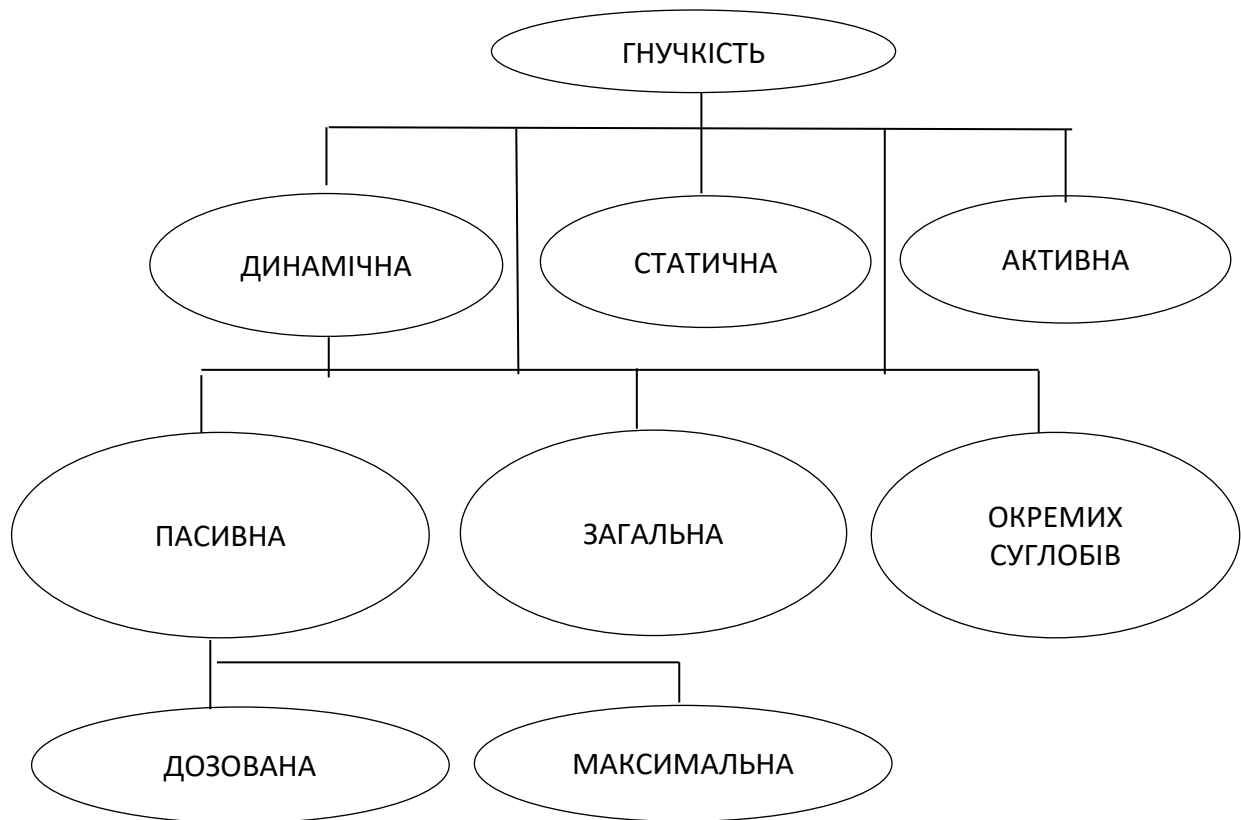 ГНУЧКІСТЬ
ДИНАМІЧНА
СТАТИЧНА
АКТИВНА
ПАСИВНА
ЗАГАЛЬНА
ОКРЕМИХ
СУГЛОБІВ
ДОЗОВАНА
МАКСИМАЛЬНА